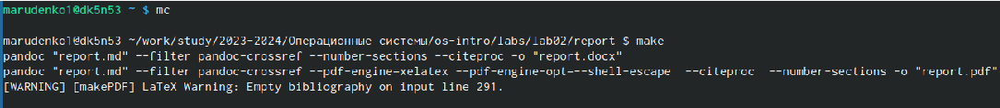 marudenko1@dk5n53 ~ $ mc
marudenko1@dk5n53 ~/work/study/2023-2024/Операционные системы/os-intro/labs/lab02/report $ make
pandoc "report.md" --filter pandoc-crossref --number-sections --citeproc -o "report.docx"
pandoc "report.md" --filter pandoc-crossref --pdf-engine=xelatex --pdf-engine-opt=--shell-escape  --citeproc  --number-sections -o "report.pdf"
[WARNING] [makePDF] LaTeX Warning: Empty bibliography on input line 291.